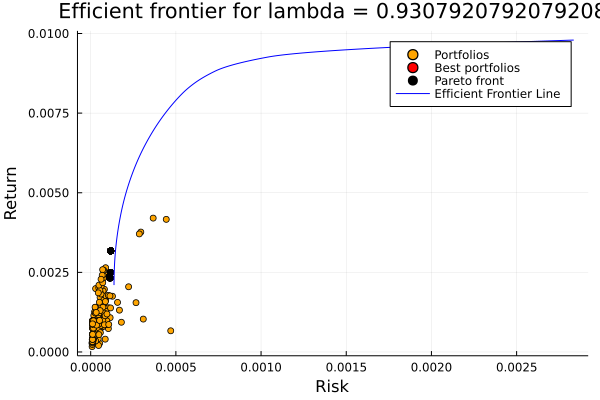 Efficient frontier for lambda = 0.9307920792079208
0.0100
0.0075
0.0050
0.0025
0.0000
Return
Portfolios
Best portfolios
Pareto front
Efficient Frontier Line
0.0000
0.0005
0.0010
0.0015
0.0020
0.0025
Risk